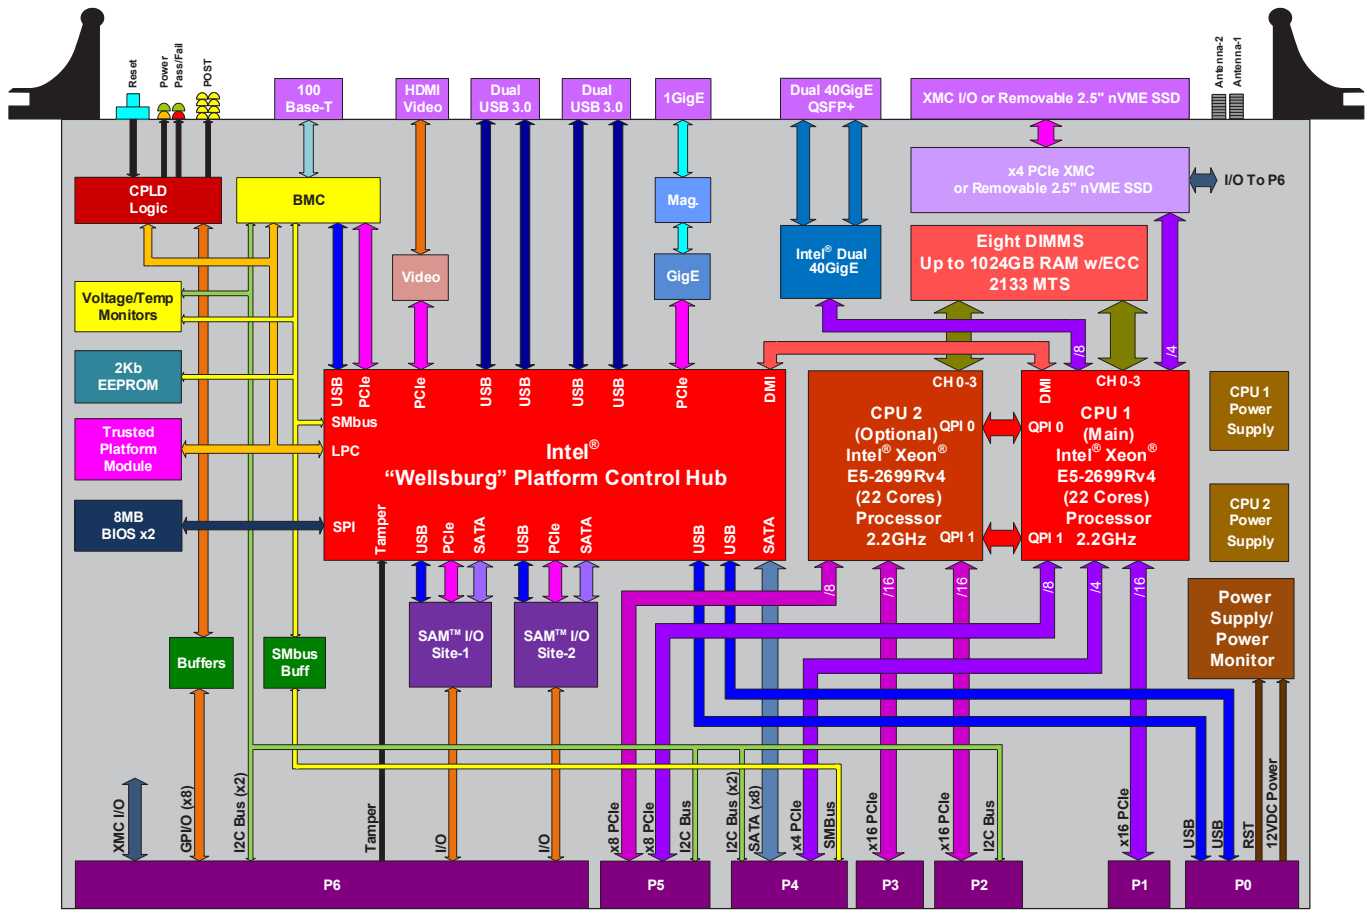 Reset
Power
Pass/Fail
POST
100
Base-T
HDMI
Video
Dual
USB 3.0
Dual
USB 3.0
1GigE
Dual 40GigE
QSFP+
XMC I/O or Removable 2.5" nVME SSD
Antenna-2
Antenna-1
CPLD
Logic
BMC
Mag.
x4 PCIe XMC
or Removable 2.5" nVME SSD
I/O To P6
Video
GigE
Intel® Dual
40GigE
Eight DIMMS
Up to 1024GB RAM w/ECC
2133 MTS
Voltage/Temp
Monitors
2Kb
EEPROM
Trusted
Platform
Module
8MB
BIOS x2
/8
/4
USB
PCIe
PCIe
USB
USB
USB
USB
PCIe
DMI
SMbus
LPC
SPI
Intel®
“Wellsburg” Platform Control Hub
Tamper
USB
PCIe
SATA
USB
PCIe
SATA
USB
USB
SATA
CH 0-3
CPU 2
(Optional)
Intel® Xeon®
E5-2699Rv4
(22 Cores)
Processor
2.2GHz
QPI 0
QPI 1
DMI
CH 0-3
CPU 1
(Main)
Intel® Xeon®
E5-2699Rv4
(22 Cores)
Processor
2.2GHz
QPI 0
QPI 1
CPU 1
Power
Supply
CPU 2
Power
Supply
/8
/16
/16
/8
/4
/16
Power
Supply/
Power
Monitor
Buffers
SMbus
Buff
SAM™ I/O
Site-1
SAM™ I/O
Site-2
XMC I/O
GPI/O (x8)
I2C Bus (x2)
Tamper
I/O
I/O
x8 PCIe
x8 PCIe
I2C Bus
I2C Bus (x2)
SATA (x8)
x4 PCIe
SMBus
x16 PCIe
x16 PCIe
I2C Bus
x16 PCIe
USB
USB
RST
12VDC Power
P6
P5
P4
P3
P2
P1
P0